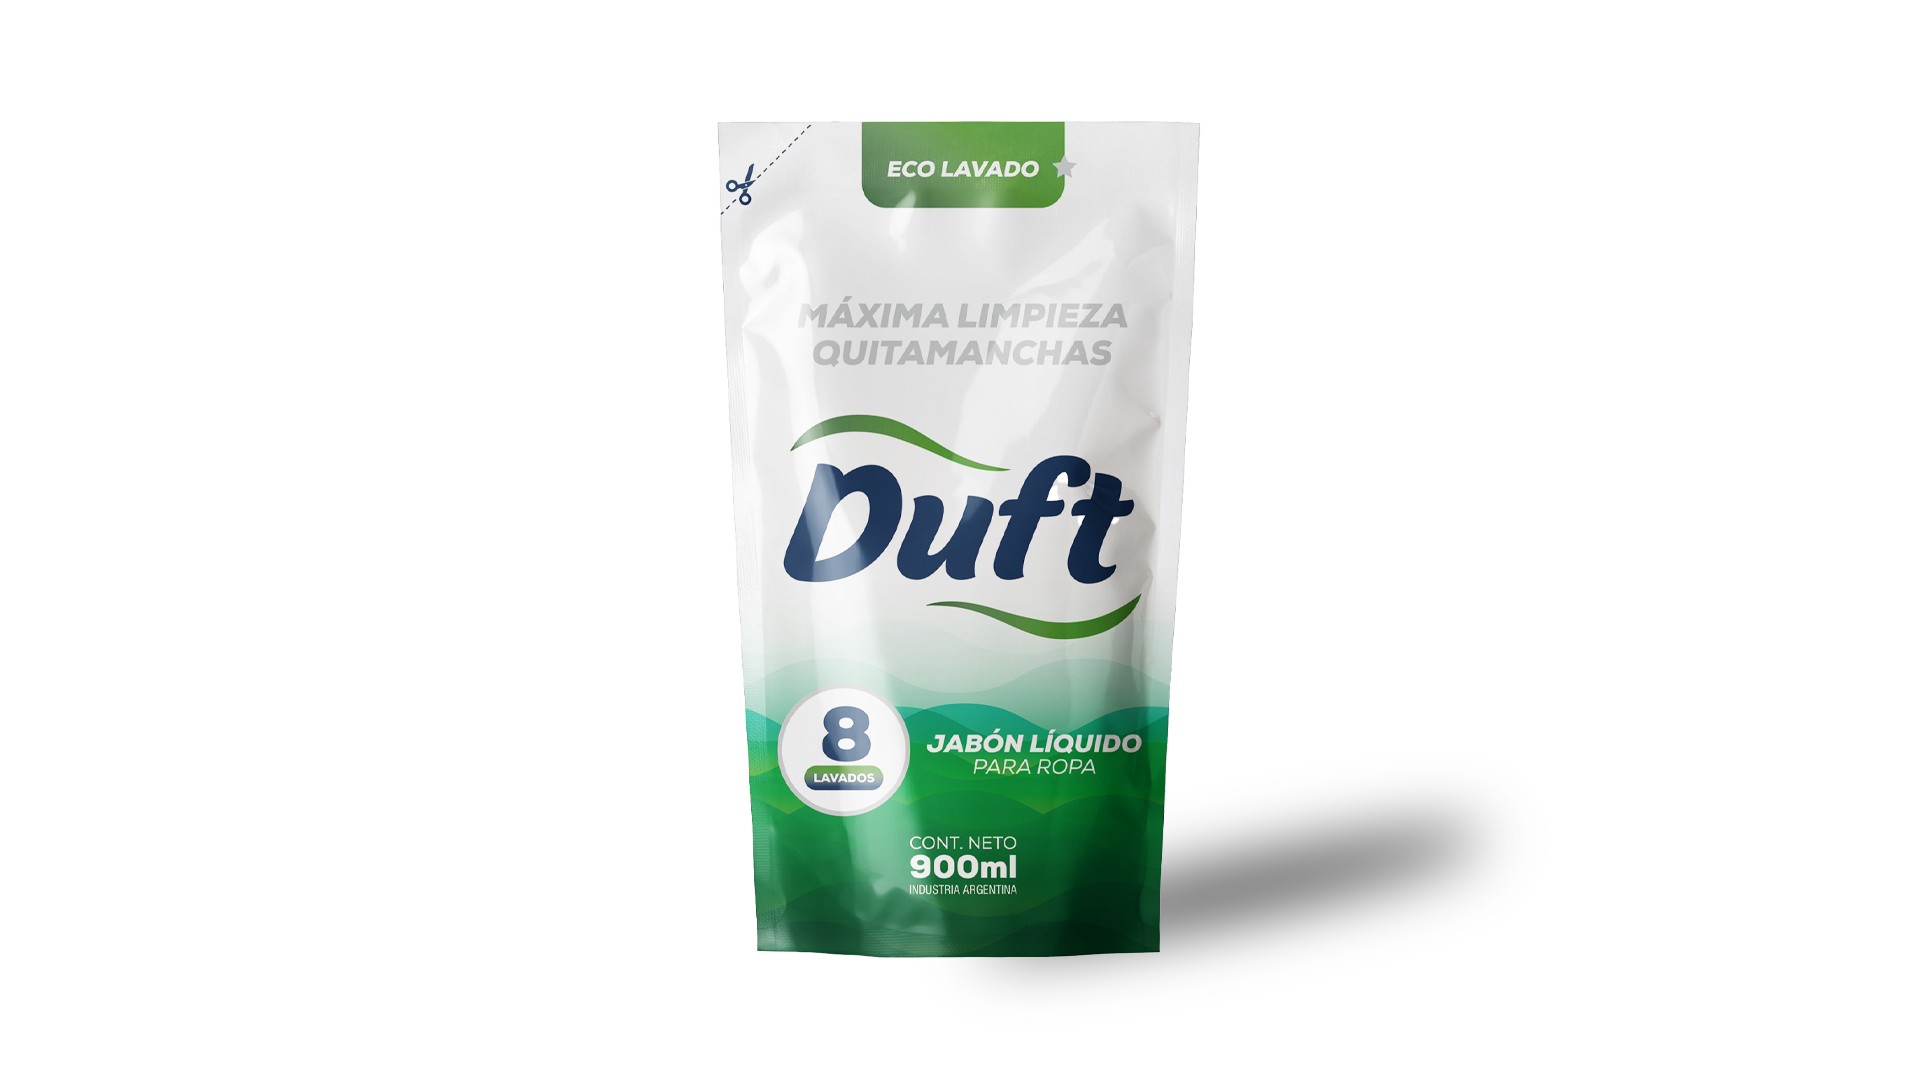 ECO LAVADO
MÁXIMA LIMPIEZA
QUITAMANCHAS
Duft
8
LAVADOS
JABÓN LÍQUIDO
PARA ROPA
CONT. NETO
900ml
INDUSTRIA ARGENTINA